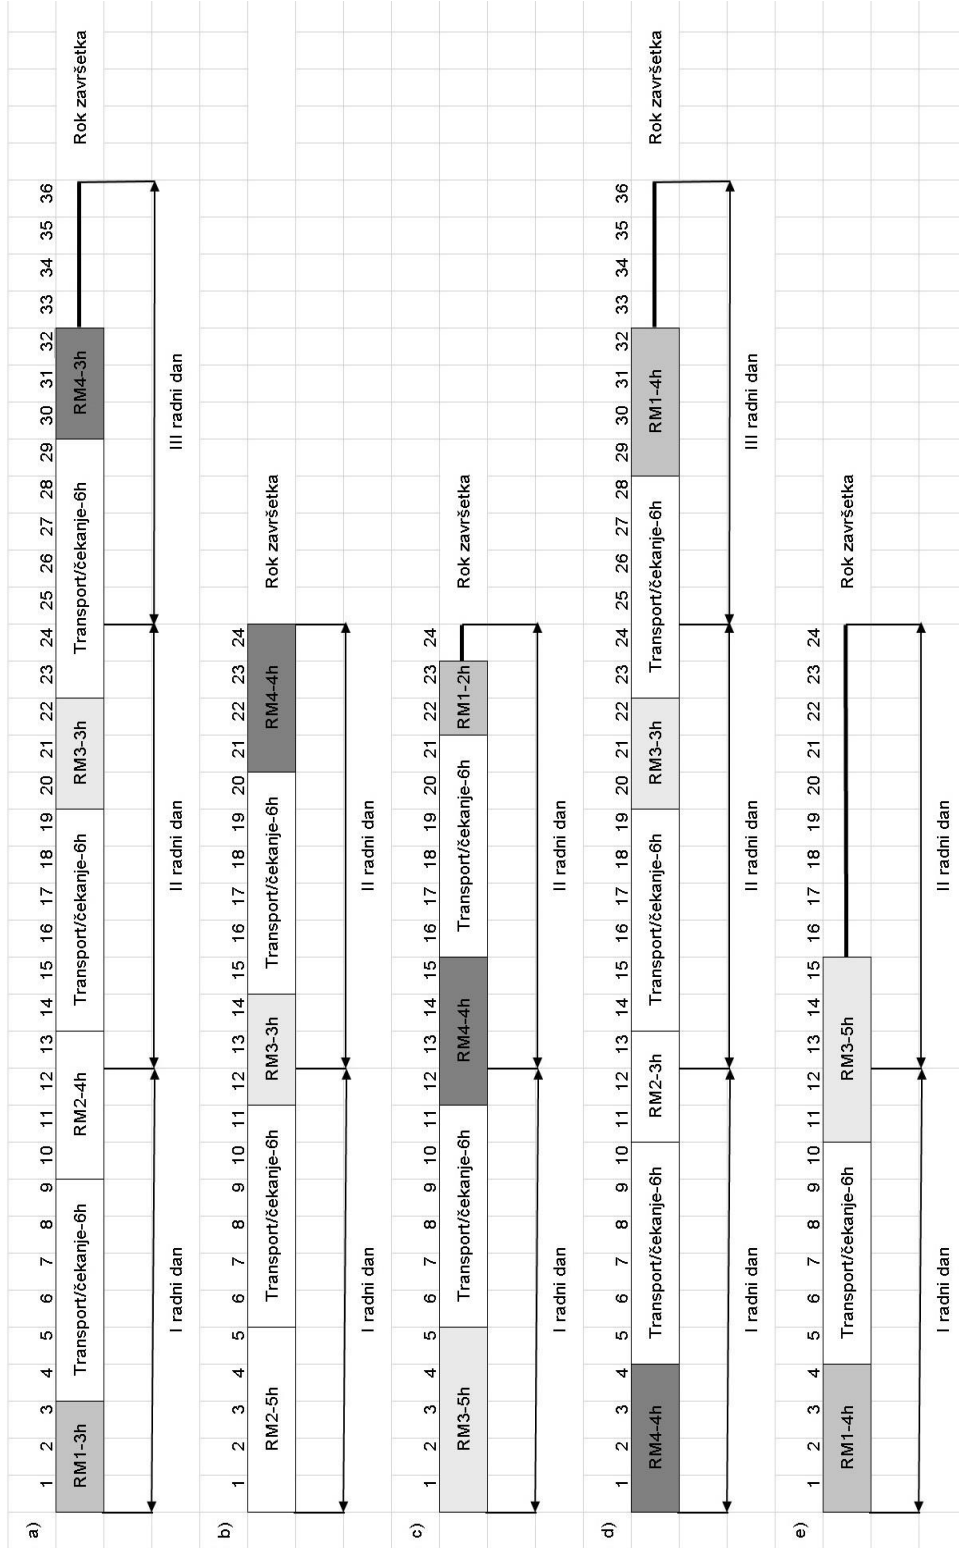 a) 1 2 3 4 5 6 7 8 9 10 11 12 13 14 15 16 17 18 19 20 21 22 23 24 25 26 27 28 29 30 31 32 33 34 35 36
RM1-3h Transport/čekanje-6h RM2-4h Transport/čekanje-6h RM3-3h Transport/čekanje-6h RM4-3h Rok završetka
I radni dan II radni dan III radni dan
b) 1 2 3 4 5 6 7 8 9 10 11 12 13 14 15 16 17 18 19 20 21 22 23 24
RM2-5h Transport/čekanje-6h RM3-3h Transport/čekanje-6h RM4-4h Rok završetka
I radni dan II radni dan
c) 1 2 3 4 5 6 7 8 9 10 11 12 13 14 15 16 17 18 19 20 21 22 23 24
RM3-5h Transport/čekanje-6h RM4-4h Transport/čekanje-6h RM1-2h Rok završetka
I radni dan II radni dan
d) 1 2 3 4 5 6 7 8 9 10 11 12 13 14 15 16 17 18 19 20 21 22 23 24 25 26 27 28 29 30 31 32 33 34 35 36
RM4-4h Transport/čekanje-6h RM2-3h Transport/čekanje-6h RM3-3h Transport/čekanje-6h RM1-4h Rok završetka
I radni dan II radni dan III radni dan
e) 1 2 3 4 5 6 7 8 9 10 11 12 13 14 15 16 17 18 19 20 21 22 23 24
RM1-4h Transport/čekanje-6h RM3-5h Rok završetka
I radni dan II radni dan